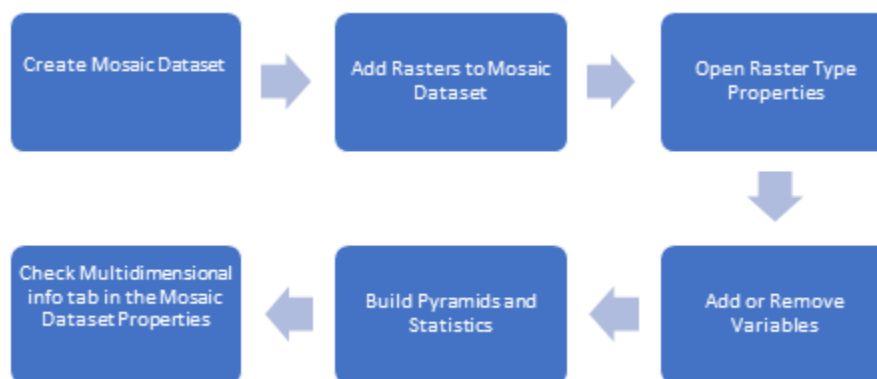 Create Mosaic Dataset
Add Rasters to Mosaic
Dataset
Open Raster Type
Properties
Add or Remove
Variables
Build Pyramids and
Statistics
Check Multidimensional
info tab in the Mosaic
Dataset Properties